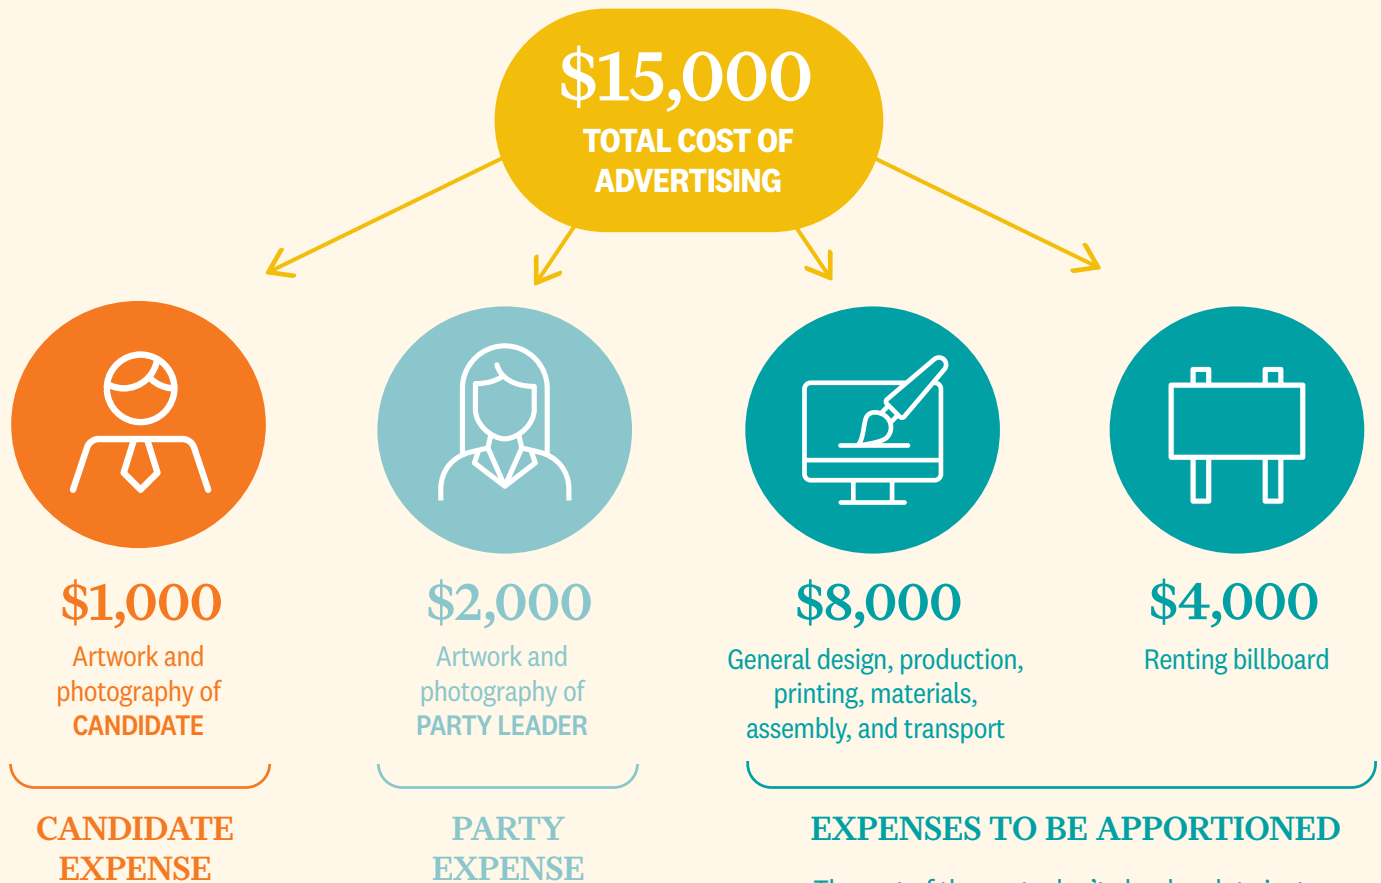 $15,000
TOTAL COST OF
ADVERTISING
$1,000
Artwork and
photography of
CANDIDATE
CANDIDATE
EXPENSE
$2,000
Artwork and
photography of
PARTY LEADER
PARTY
EXPENSE
$8,000
General design, production,
printing, materials,
assembly, and transport
$4,000
Renting billboard
EXPENSES TO BE APPORTIONED